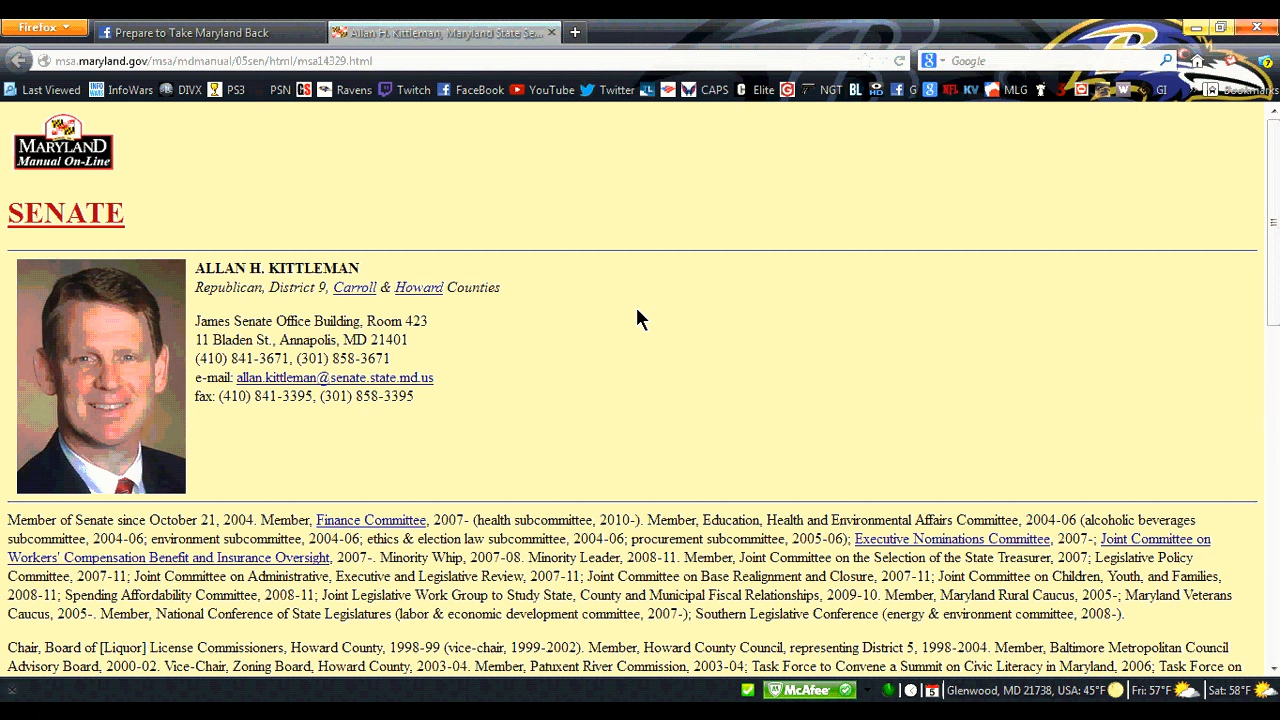 Firefox
Prepare to Take Maryland Back
Allan H. Kittleman, Maryland State Se...
msa.maryland.gov/msa/mdmanual/05sen/html/msa14329.html
Google
Last Viewed InfoWars DIVX PS3 PSN Ravens Twitch FaceBook YouTube Twitter CAPS Elite NGT BL G KV MLG GI Bookmarks
MARYLAND
Manual On-Line
SENATE
ALLAN H. KITTLEMAN
Republican, District 9, Carroll & Howard Counties
James Senate Office Building, Room 423
11 Bladen St., Annapolis, MD 21401
(410) 841-3671, (301) 858-3671
e-mail: allan.kittleman@senate.state.md.us
fax: (410) 841-3395, (301) 858-3395
Member of Senate since October 21, 2004. Member, Finance Committee, 2007- (health subcommittee, 2010-). Member, Education, Health and Environmental Affairs Committee, 2004-06 (alcoholic beverages
subcommittee, 2004-06; environment subcommittee, 2004-06; ethics & election law subcommittee, 2004-06; procurement subcommittee, 2005-06); Executive Nominations Committee, 2007-; Joint Committee on
Workers' Compensation Benefit and Insurance Oversight, 2007-. Minority Whip, 2007-08. Minority Leader, 2008-11. Member, Joint Committee on the Selection of the State Treasurer, 2007; Legislative Policy
Committee, 2007-11; Joint Committee on Administrative, Executive and Legislative Review, 2007-11; Joint Committee on Base Realignment and Closure, 2007-11; Joint Committee on Children, Youth, and Families,
2008-11; Spending Affordability Committee, 2008-11; Joint Legislative Work Group to Study State, County and Municipal Fiscal Relationships, 2009-10. Member, Maryland Rural Caucus, 2005-; Maryland Veterans
Caucus, 2005-. Member, National Conference of State Legislatures (labor & economic development committee, 2007-); Southern Legislative Conference (energy & environment committee, 2008-).
Chair, Board of [Liquor] License Commissioners, Howard County, 1998-99 (vice-chair, 1999-2002). Member, Howard County Council, representing District 5, 1998-2004. Member, Baltimore Metropolitan Council
Advisory Board, 2000-02. Vice-Chair, Zoning Board, Howard County, 2003-04. Member, Patuxent River Commission, 2003-04; Task Force to Convene a Summit on Civic Literacy in Maryland, 2006; Task Force on
McAfee 5 Glenwood, MD 21738, USA: 45°F Fri: 57°F Sat: 58°F